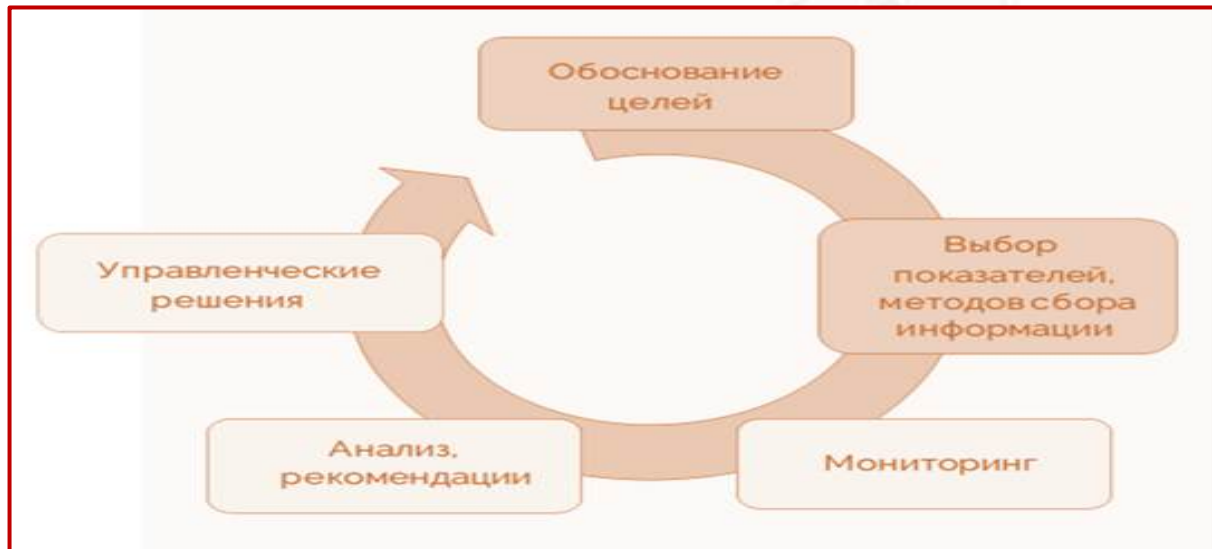 Обоснование
целей
Выбор
показателей,
методов сбора
информации
Мониторинг
Анализ,
рекомендации
Управленческие
решения